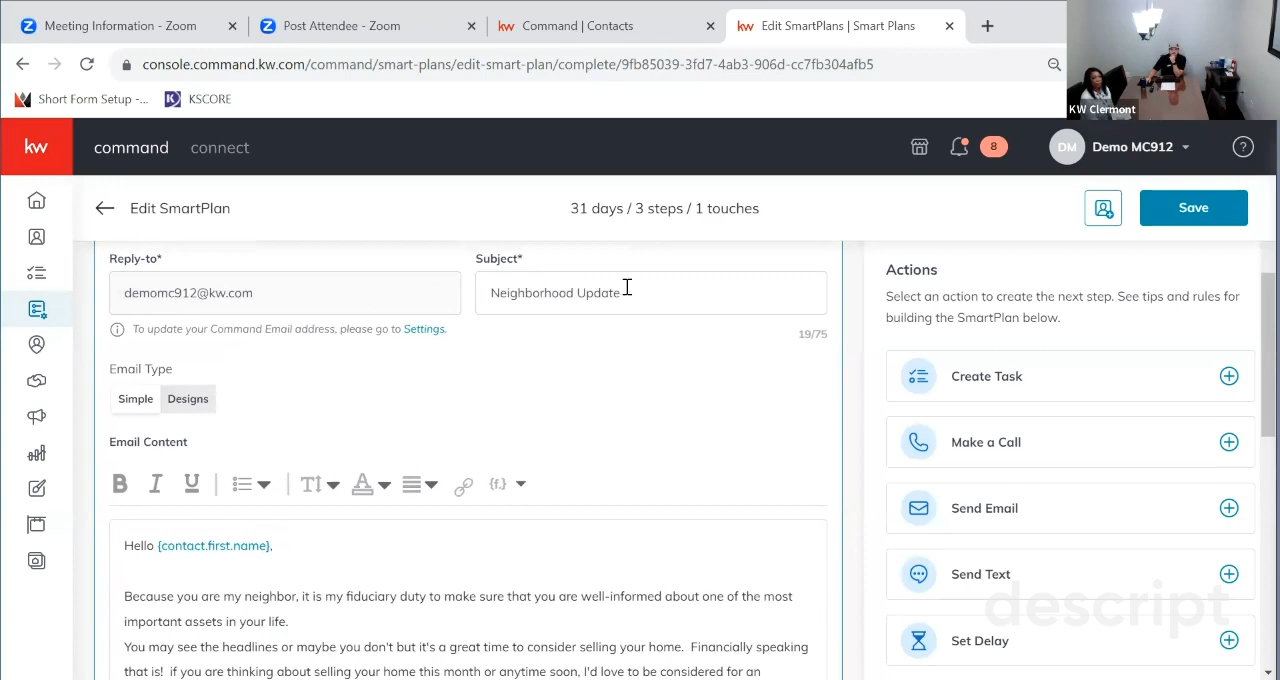 Meeting Information - Zoom
Post Attendee - Zoom
kw Command | Contacts
kw Edit SmartPlans | Smart Plans
console.command.kw.com/command/smart-plans/edit-smart-plan/complete/9fb85039-3fd7-4ab3-906d-cc7fb304afb5
Short Form Setup -...
KSCORE
KW Clermont
kw
command
connect
8
DM
Demo MC912
Edit SmartPlan
31 days / 3 steps / 1 touches
Save
Reply-to*
Subject*
demomc912@kw.com
Neighborhood Update
To update your Command Email address, please go to Settings.
19/75
Email Type
Simple
Designs
Email Content
B I U
{f.}
Hello {contact.first.name},
Because you are my neighbor, it is my fiduciary duty to make sure that you are well-informed about one of the most
important assets in your life.
You may see the headlines or maybe you don't but it's a great time to consider selling your home. Financially speaking
that is! if you are thinking about selling your home this month or anytime soon, I'd love to be considered for an
Actions
Select an action to create the next step. See tips and rules for
building the SmartPlan below.
Create Task
Make a Call
Send Email
Send Text
Set Delay
descript